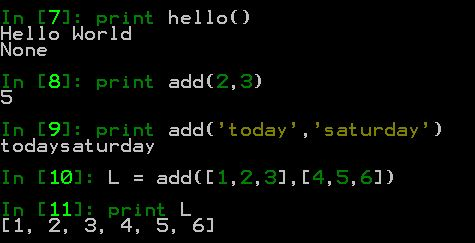 In [7]: print hello()
Hello World
None
In [8]: print add(2,3)
5
In [9]: print add('today','saturday')
todaysaturday
In [10]: L = add([1,2,3],[4,5,6])
In [11]: print L
[1, 2, 3, 4, 5, 6]